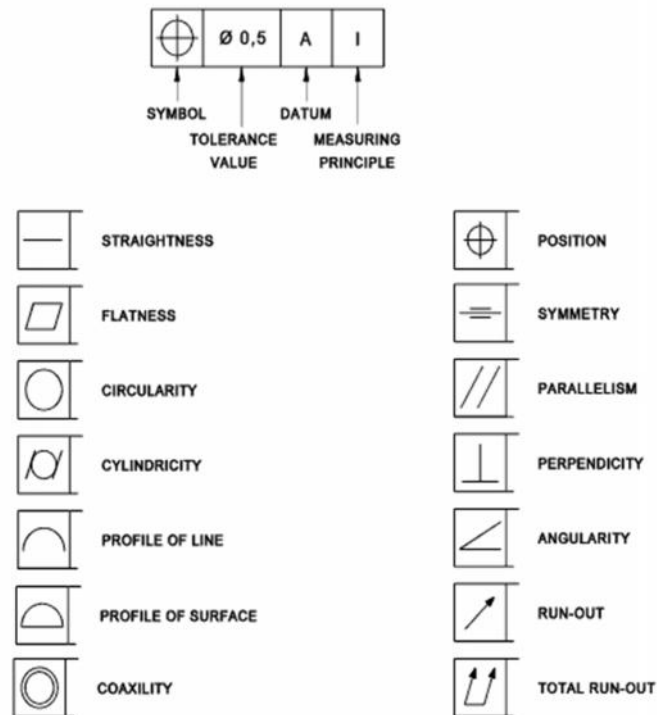 Ø 0,5 A I
SYMBOL DATUM
TOLERANCE MEASURING
VALUE PRINCIPLE
STRAIGHTNESS
FLATNESS
CIRCULARITY
CYLINDRICITY
PROFILE OF LINE
PROFILE OF SURFACE
COAXILITY
POSITION
SYMMETRY
PARALLELISM
PERPENDICITY
ANGULARITY
RUN-OUT
TOTAL RUN-OUT